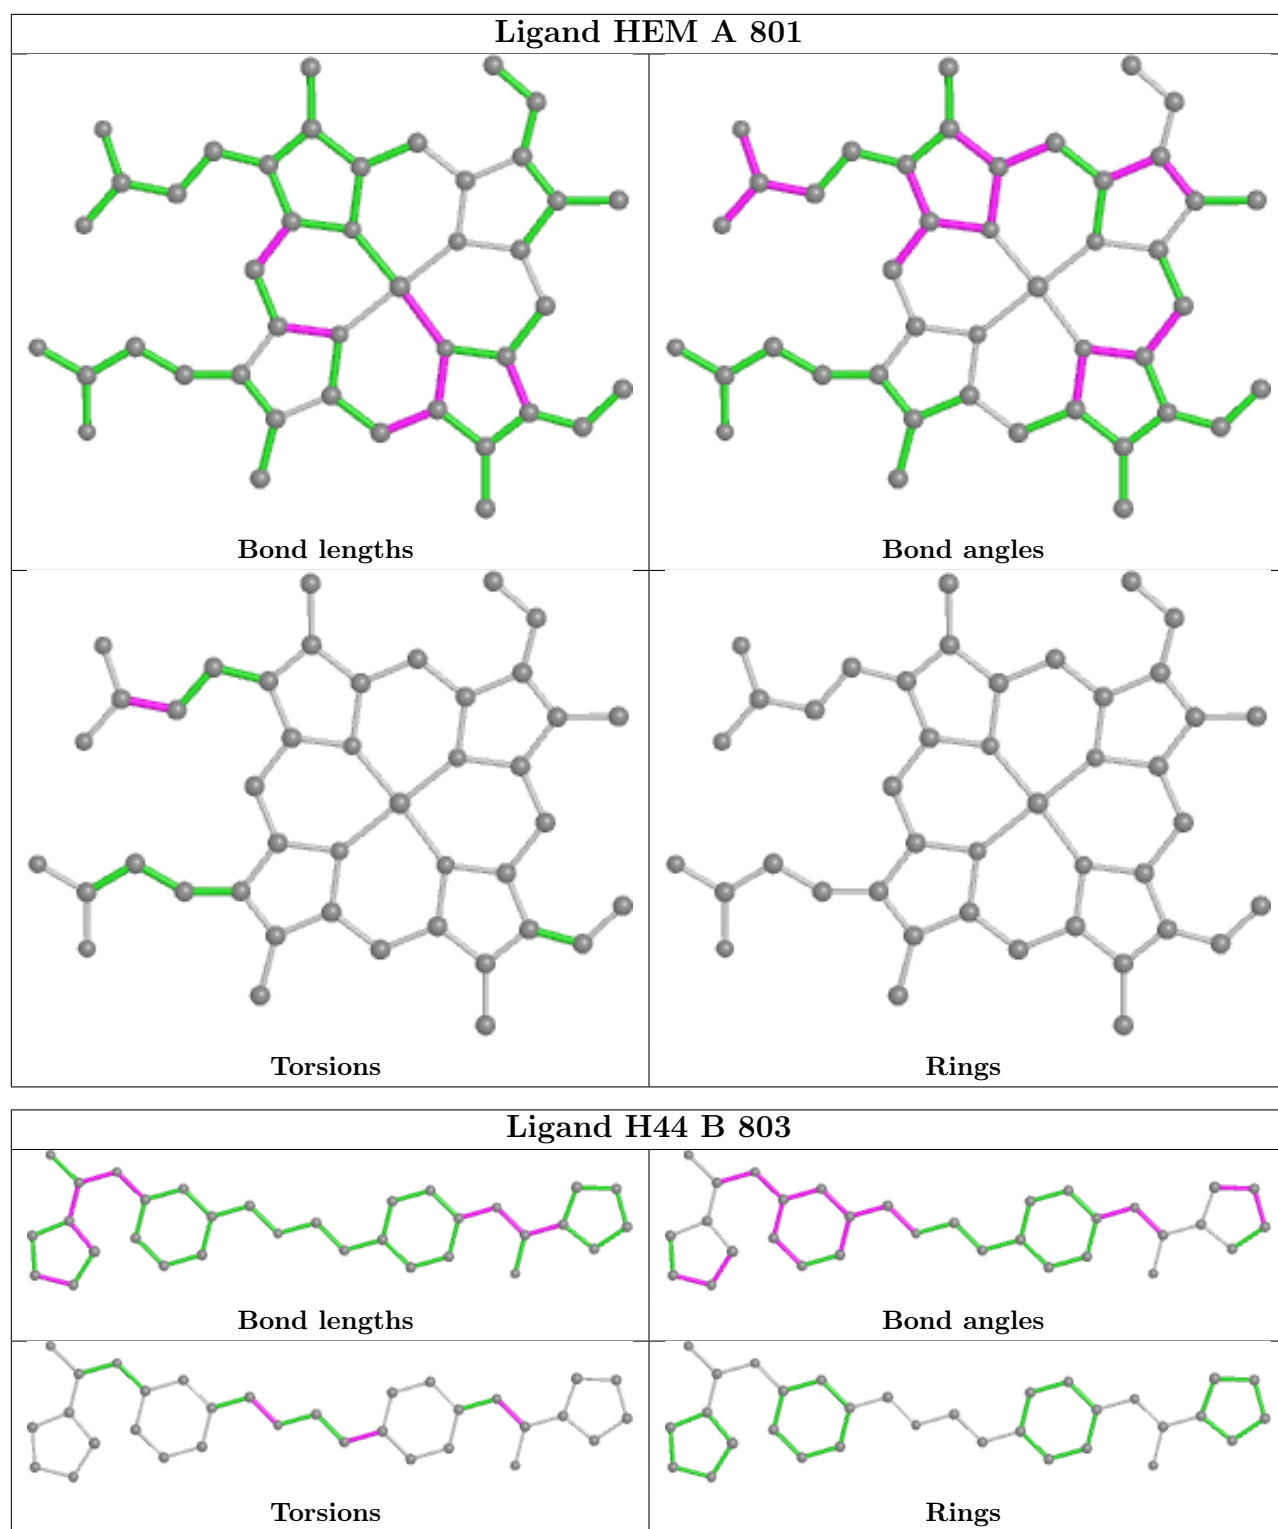 Ligand HEM A 801
Bond lengths
Bond angles
Torsions
Rings
Ligand H44 B 803
Bond lengths
Bond angles
Torsions
Rings